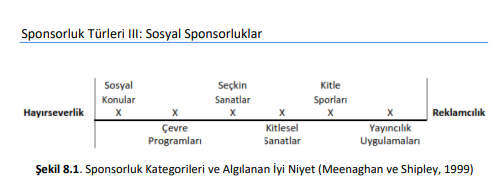 Sponsorluk Türleri III: Sosyal Sponsorluklar
Sosyal Konular
Seçkin Sanatlar
Kitle Sporları
Hayırseverlik X X X X X X Reklamcılık
Çevre Programları
Kitlesel Sanatlar
Yayıncılık Uygulamaları
Şekil 8.1. Sponsorluk Kategorileri ve Algılanan İyi Niyet (Meenaghan ve Shipley, 1999)